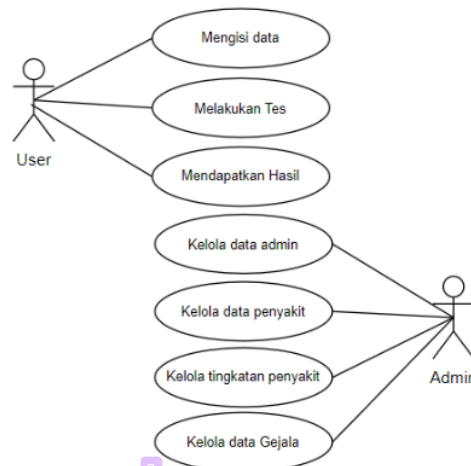 Mengisi data
Melakukan Tes
User
Mendapatkan Hasil
Kelola data admin
Kelola data penyakit
Kelola tingkatan penyakit
Admin
Kelola data Gejala